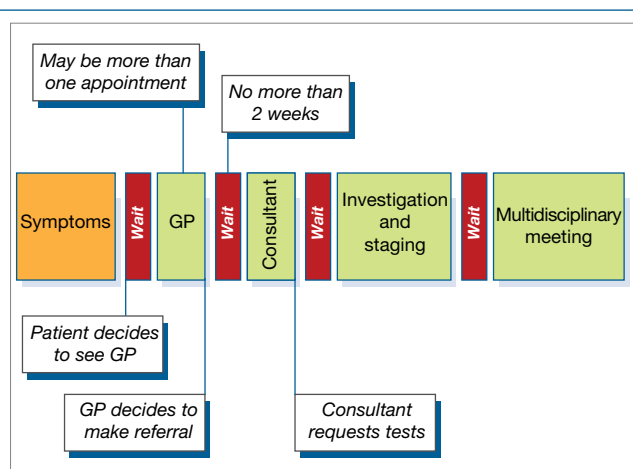 May be more than
one appointment
No more than
2 weeks
Symptoms
Wait
GP
Wait
Consultant
Wait
Investigation
and
staging
Wait
Multidisciplinary
meeting
Patient decides
to see GP
GP decides to
make referral
Consultant
requests tests